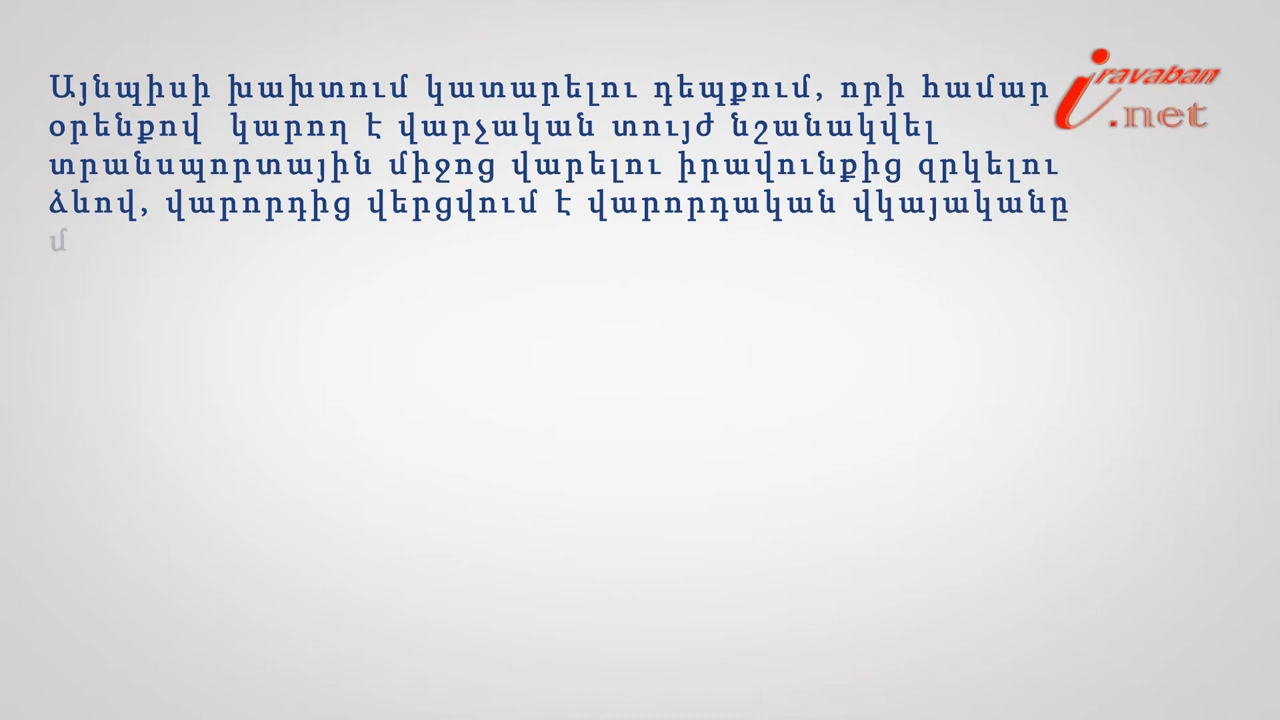 Այնպիսի խախտում կատարելու դեպքում, որի համար
օրենքով կարող է վարչական տույժ նշանակվել
տրանսպորտային միջոց վարելու իրավունքից զրկելու
ձևով, վարորդից վերցվում է վարորդական վկայականը
մ
iravaban
.net